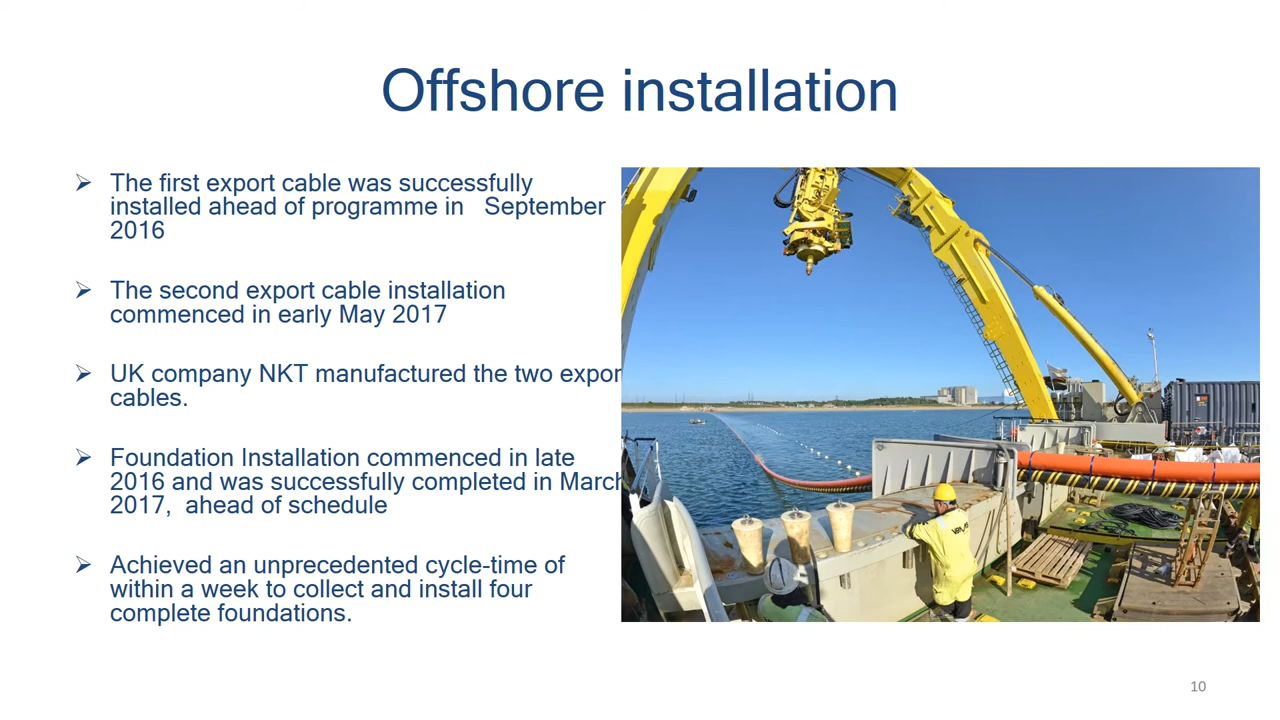 Offshore installation
➢ The first export cable was successfully
installed ahead of programme in September
2016
➢ The second export cable installation
commenced in early May 2017
➢ UK company NKT manufactured the two expor
cables.
➢ Foundation Installation commenced in late
2016 and was successfully completed in March
2017, ahead of schedule
➢ Achieved an unprecedented cycle-time of
within a week to collect and install four
complete foundations.
10